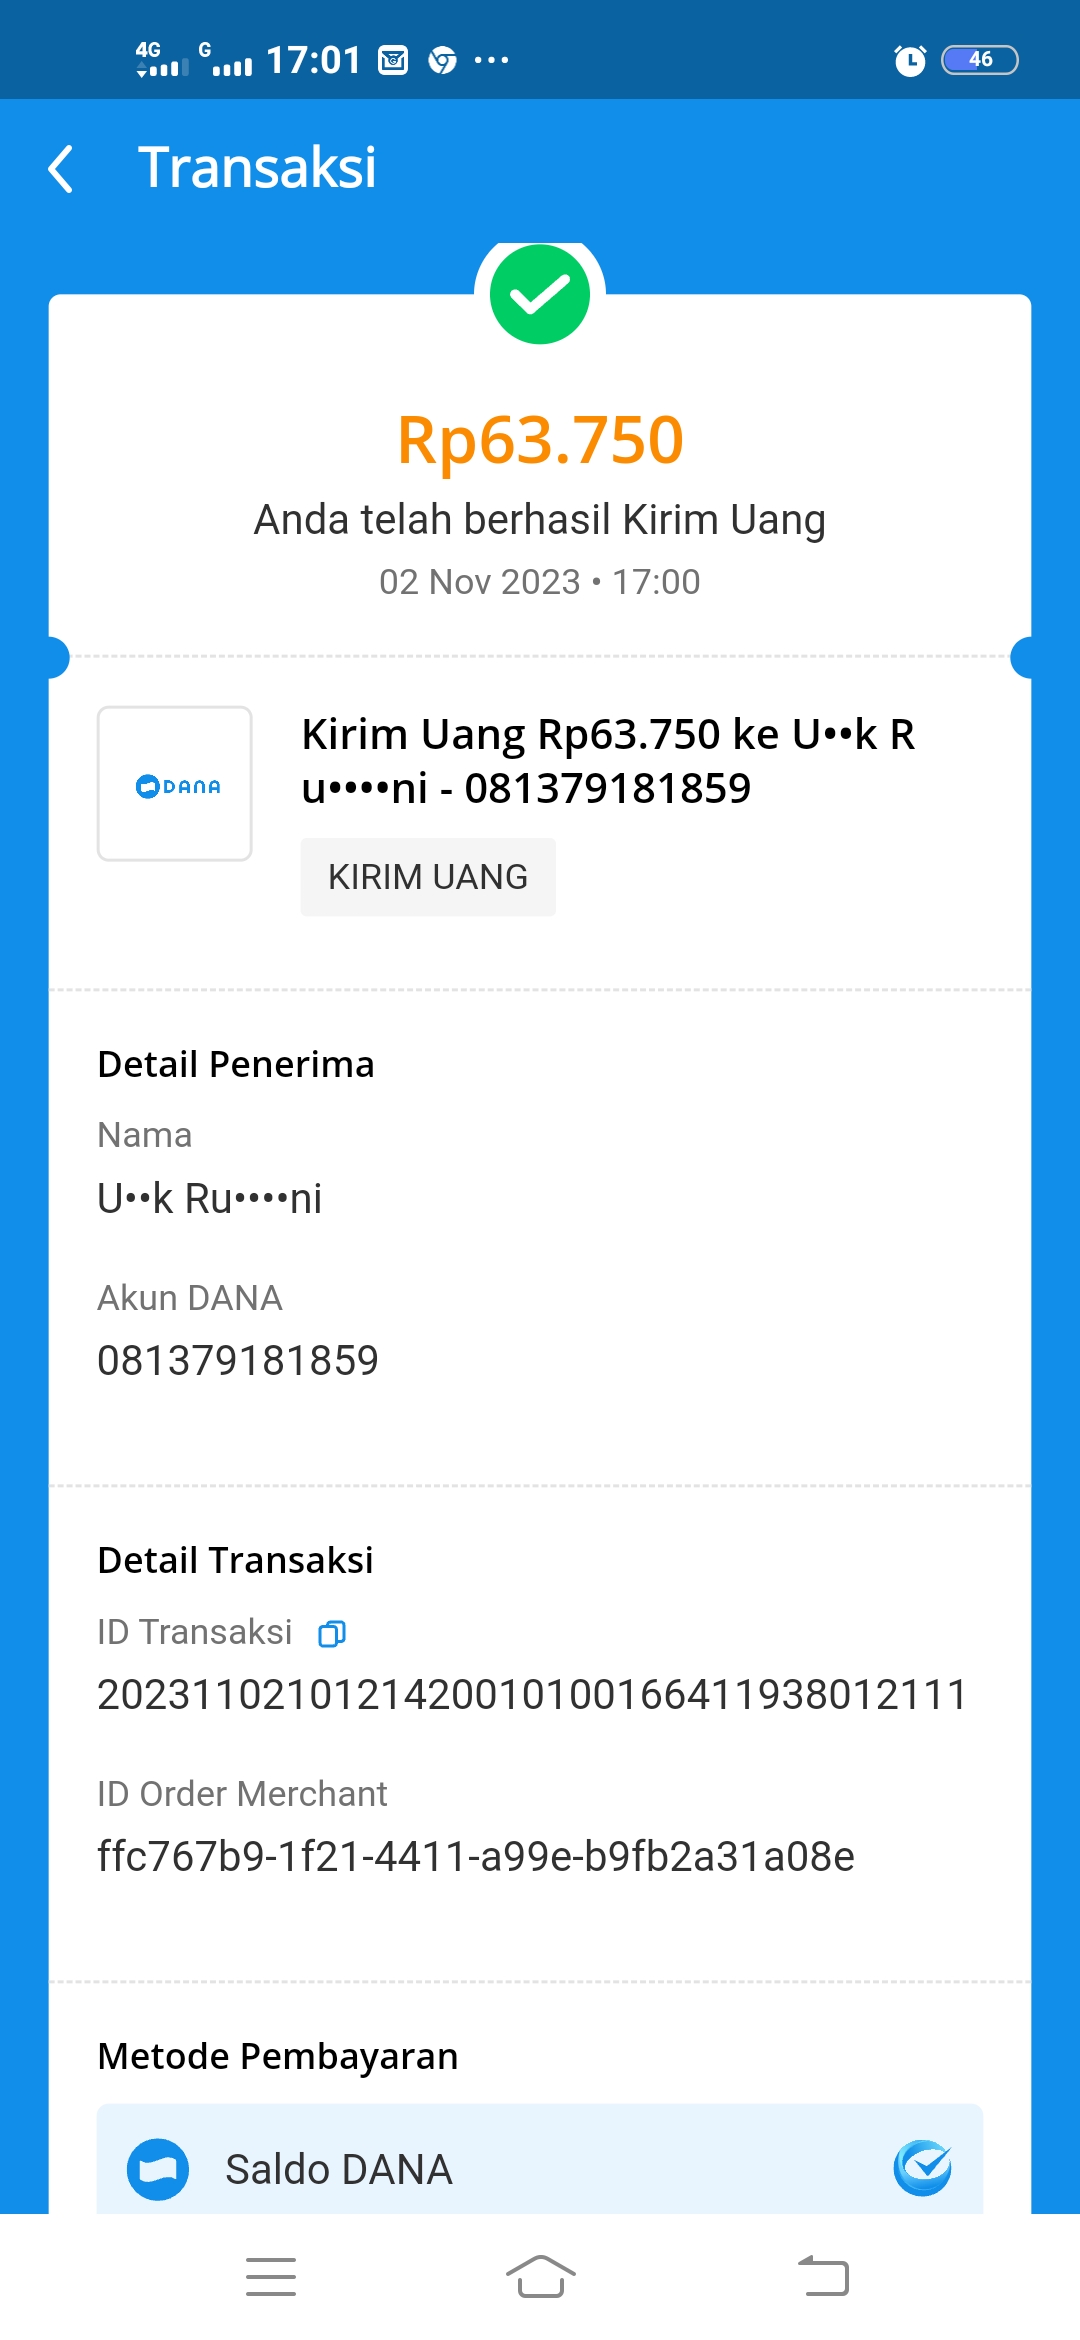 4G G 17:01 46
Transaksi
Rp63.750
Anda telah berhasil Kirim Uang
02 Nov 2023 • 17:00
DANA
Kirim Uang Rp63.750 ke U••k R
u••••ni - 081379181859
KIRIM UANG
Detail Penerima
Nama
U••k Ru••••ni
Akun DANA
081379181859
Detail Transaksi
ID Transaksi
20231102101214200101001664119380​12111
ID Order Merchant
ffc767b9-1f21-4411-a99e-b9fb2a31a08e
Metode Pembayaran
Saldo DANA